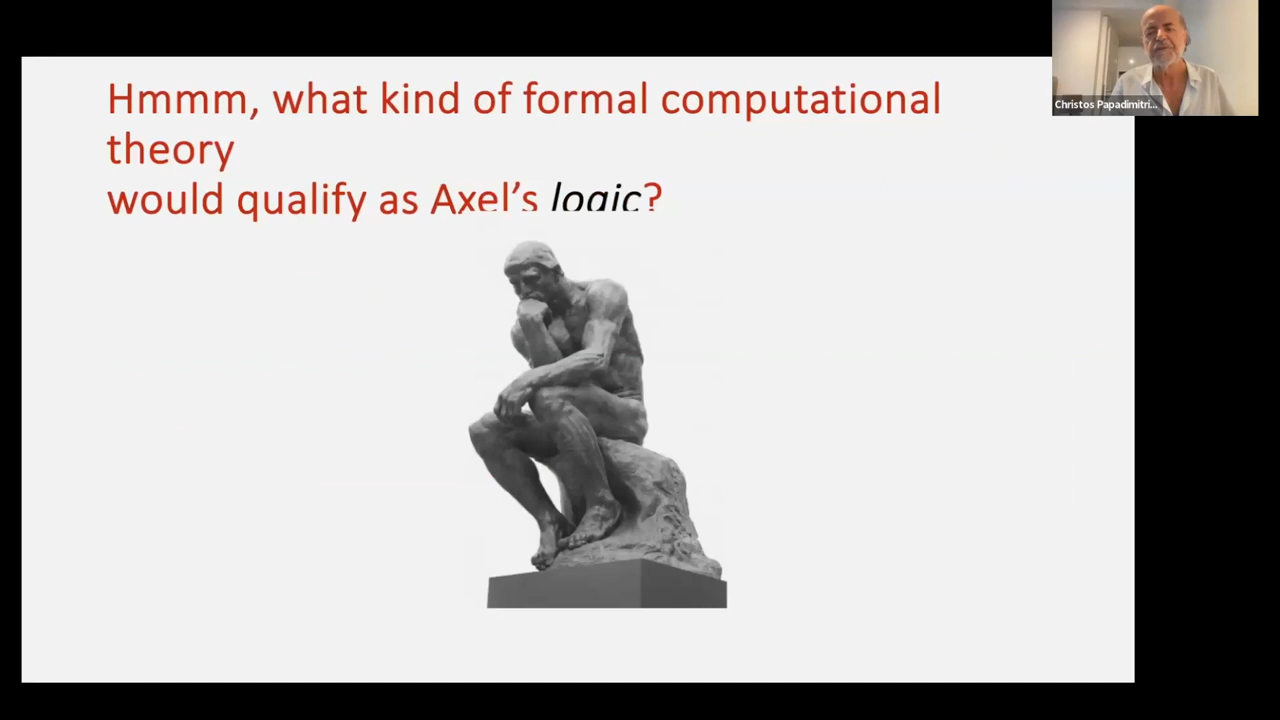 Hmmm, what kind of formal computational
theory
would qualify as Axel’s logic?
Christos Papadimitri...